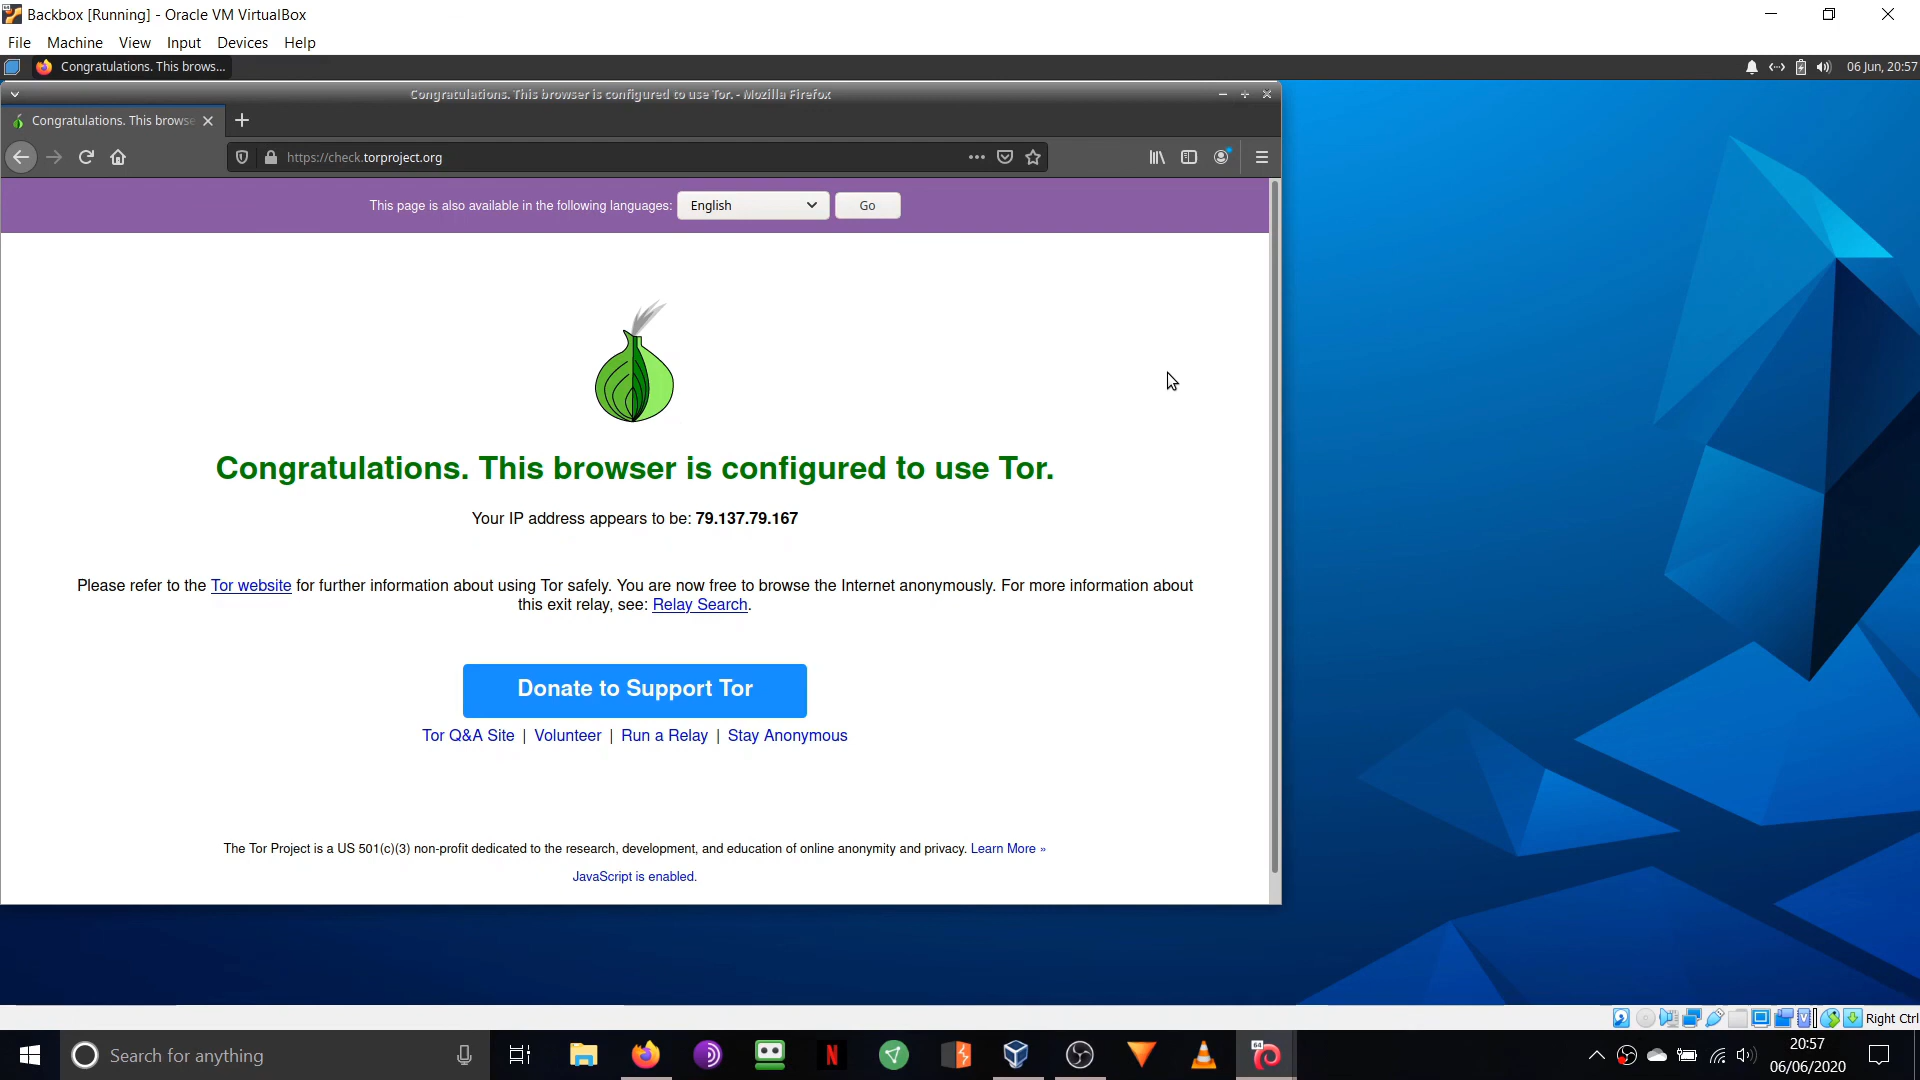 Backbox [Running] - Oracle VM VirtualBox
File Machine View Input Devices Help
Congratulations. This brows...
06 Jun, 20:57
Congratulations. This browser is configured to use Tor. - Mozilla Firefox
Congratulations. This browse
https://check.torproject.org
This page is also available in the following languages: English Go
Congratulations. This browser is configured to use Tor.
Your IP address appears to be: 79.137.79.167
Please refer to the Tor website for further information about using Tor safely. You are now free to browse the Internet anonymously. For more information about
this exit relay, see: Relay Search.
Donate to Support Tor
Tor Q&A Site | Volunteer | Run a Relay | Stay Anonymous
The Tor Project is a US 501(c)(3) non-profit dedicated to the research, development, and education of online anonymity and privacy. Learn More »
JavaScript is enabled.
Right Ctrl
Search for anything
N
64
20:57
06/06/2020